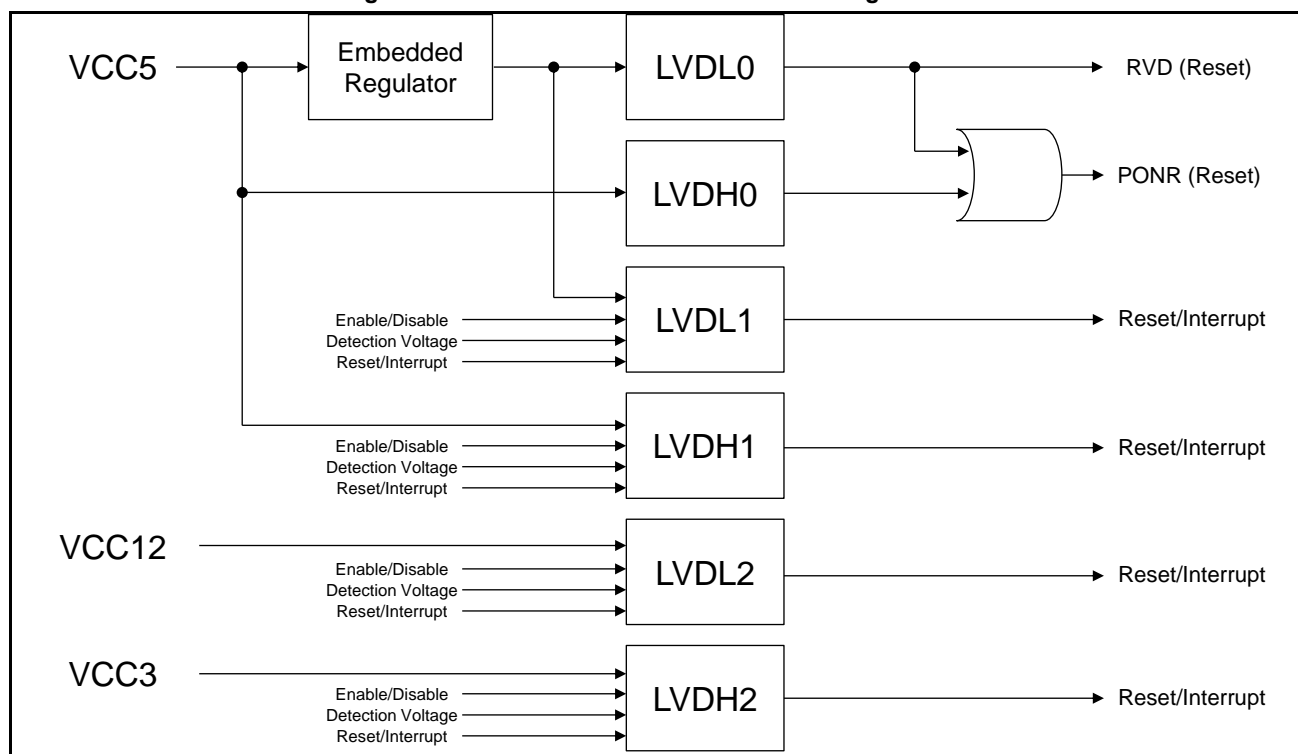 VCC5
Embedded
Regulator
LVDL0
RVD (Reset)
LVDH0
PONR (Reset)
LVDL1
Enable/Disable
Detection Voltage
Reset/Interrupt
Reset/Interrupt
LVDH1
Enable/Disable
Detection Voltage
Reset/Interrupt
Reset/Interrupt
VCC12
LVDL2
Enable/Disable
Detection Voltage
Reset/Interrupt
Reset/Interrupt
VCC3
LVDH2
Enable/Disable
Detection Voltage
Reset/Interrupt
Reset/Interrupt